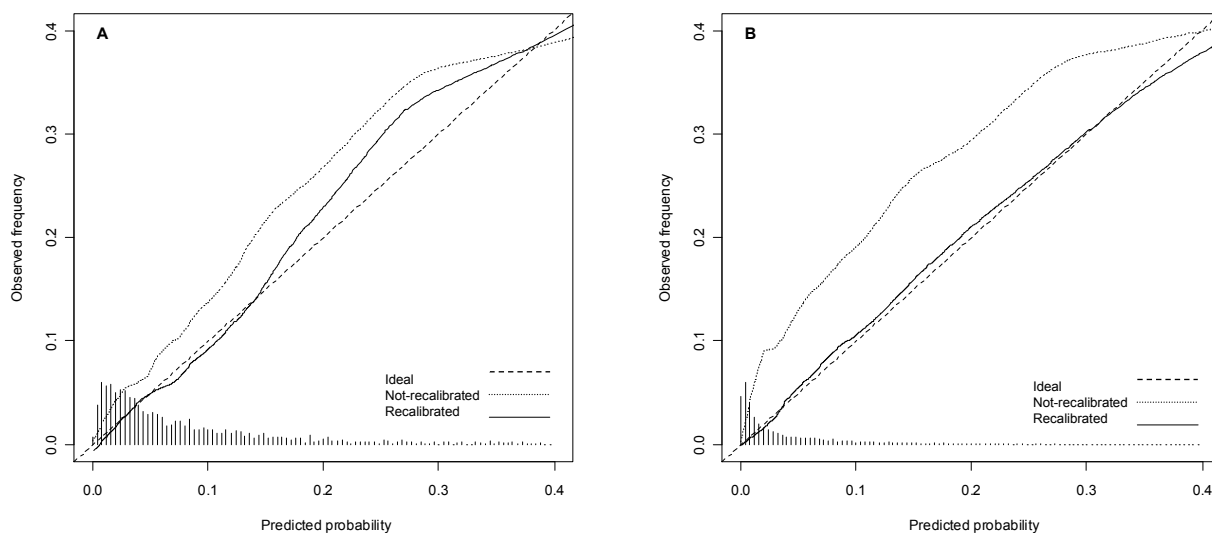 A
Observed frequency
0.4
0.3
0.2
0.1
0.0
Ideal
Not-recalibrated
Recalibrated
0.0 0.1 0.2 0.3 0.4
Predicted probability
B
Observed frequency
0.4
0.3
0.2
0.1
0.0
Ideal
Not-recalibrated
Recalibrated
0.0 0.1 0.2 0.3 0.4
Predicted probability